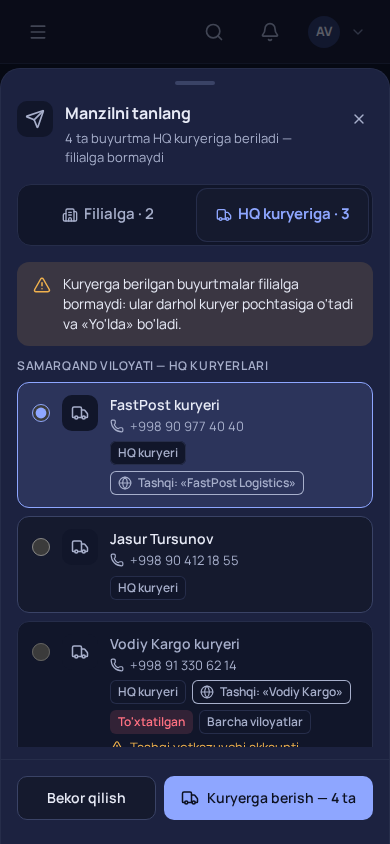 AV
Manzilni tanlang
4 ta buyurtma HQ kuryeriga beriladi —
filialga bormaydi
Filialga · 2
HQ kuryeriga · 3
Kuryerga berilgan buyurtmalar filialga
bormaydi: ular darhol kuryer pochtasiga o'tadi
va «Yo'lda» bo'ladi.
SAMARQAND VILOYATI — HQ KURYERLARI
FastPost kuryeri
+998 90 977 40 40
HQ kuryeri
Tashqi: «FastPost Logistics»
Jasur Tursunov
+998 90 412 18 55
HQ kuryeri
Vodiy Kargo kuryeri
+998 91 330 62 14
HQ kuryeri
Tashqi: «Vodiy Kargo»
To'xtatilgan
Barcha viloyatlar
Tashqi yetkazuvchi akkaunti
Bekor qilish
Kuryerga berish — 4 ta